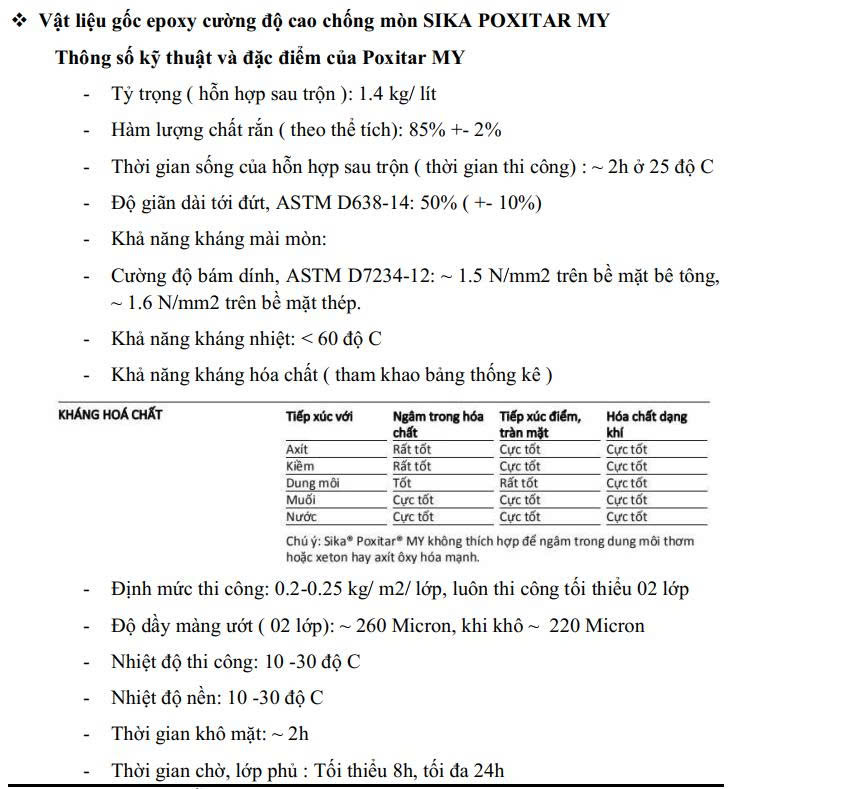 ❖ Vật liệu gốc epoxy cường độ cao chống mòn SIKA POXITAR MY
Thông số kỹ thuật và đặc điểm của Poxitar MY
- Tỷ trọng ( hỗn hợp sau trộn ): 1.4 kg/ lít
- Hàm lượng chất rắn ( theo thể tích): 85% +- 2%
- Thời gian sống của hỗn hợp sau trộn ( thời gian thi công) : ~ 2h ở 25 độ C
- Độ giãn dài tới đứt, ASTM D638-14: 50% ( +- 10%)
- Khả năng kháng mài mòn:
- Cường độ bám dính, ASTM D7234-12: ~ 1.5 N/mm2 trên bề mặt bê tông,
~ 1.6 N/mm2 trên bề mặt thép.
- Khả năng kháng nhiệt: < 60 độ C
- Khả năng kháng hóa chất ( tham khao bảng thống kê )
KHÁNG HOÁ CHẤT Tiếp xúc với Ngâm trong hóa Tiếp xúc điểm, Hóa chất dạng
chất tràn mặt khí
Axít Rất tốt Cực tốt Cực tốt
Kiềm Rất tốt Cực tốt Cực tốt
Dung môi Tốt Rất tốt Cực tốt
Muối Cực tốt Cực tốt Cực tốt
Nước Cực tốt Cực tốt Cực tốt
Chú ý: Sika® Poxitar® MY không thích hợp để ngâm trong dung môi thơm
hoặc xeton hay axít ôxy hóa mạnh.
- Định mức thi công: 0.2-0.25 kg/ m2/ lớp, luôn thi công tối thiểu 02 lớp
- Độ dầy màng ướt ( 02 lớp): ~ 260 Micron, khi khô ~ 220 Micron
- Nhiệt độ thi công: 10 -30 độ C
- Nhiệt độ nền: 10 -30 độ C
- Thời gian khô mặt: ~ 2h
- Thời gian chờ, lớp phủ : Tối thiểu 8h, tối đa 24h